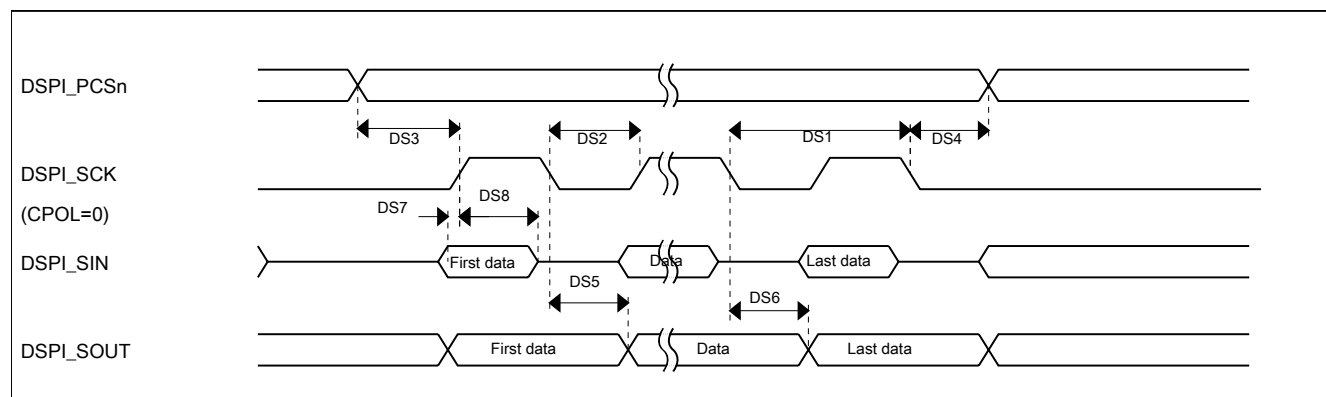 DSPI_PCSn
DS3
DS2
DS1
DS4
DSPI_SCK
(CPOL=0)
DS7
DS8
DSPI_SIN
First data
Data
Last data
DS5
DS6
DSPI_SOUT
First data
Data
Last data